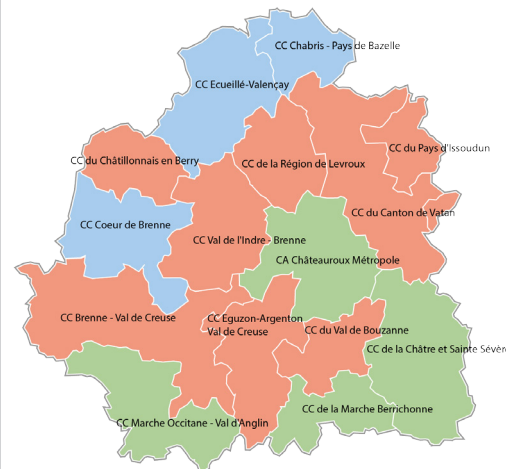 CC Chabris - Pays de Bazelle
CC Ecueillé-Valençay
CC du Pays d'Issoudun
CC du Châtillonnais en Berry
CC de la Région de Levroux
CC du Canton de Vatan
CC Coeur de Brenne
CC Val de l'Indre - Brenne
CA Châteauroux Métropole
CC Brenne - Val de Creuse
CC Eguzon-Argenton
Val de Creuse
CC du Val de Bouzanne
CC de la Châtre et Sainte Sévèr
CC de la Marche Berrichonne
CC Marche Occitane - Val d'Anglin